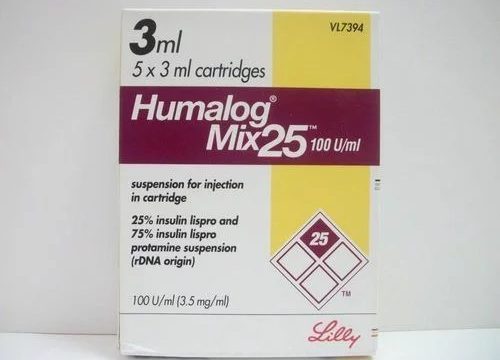 VL7394
3ml
5 x 3 ml cartridges
Humalog®
Mix25™ 100 U/ml
suspension for injection
in cartridge
25% insulin lispro and
75% insulin lispro
protamine suspension
(rDNA origin)
25
TM
100 U/ml (3.5 mg/ml)
Lilly